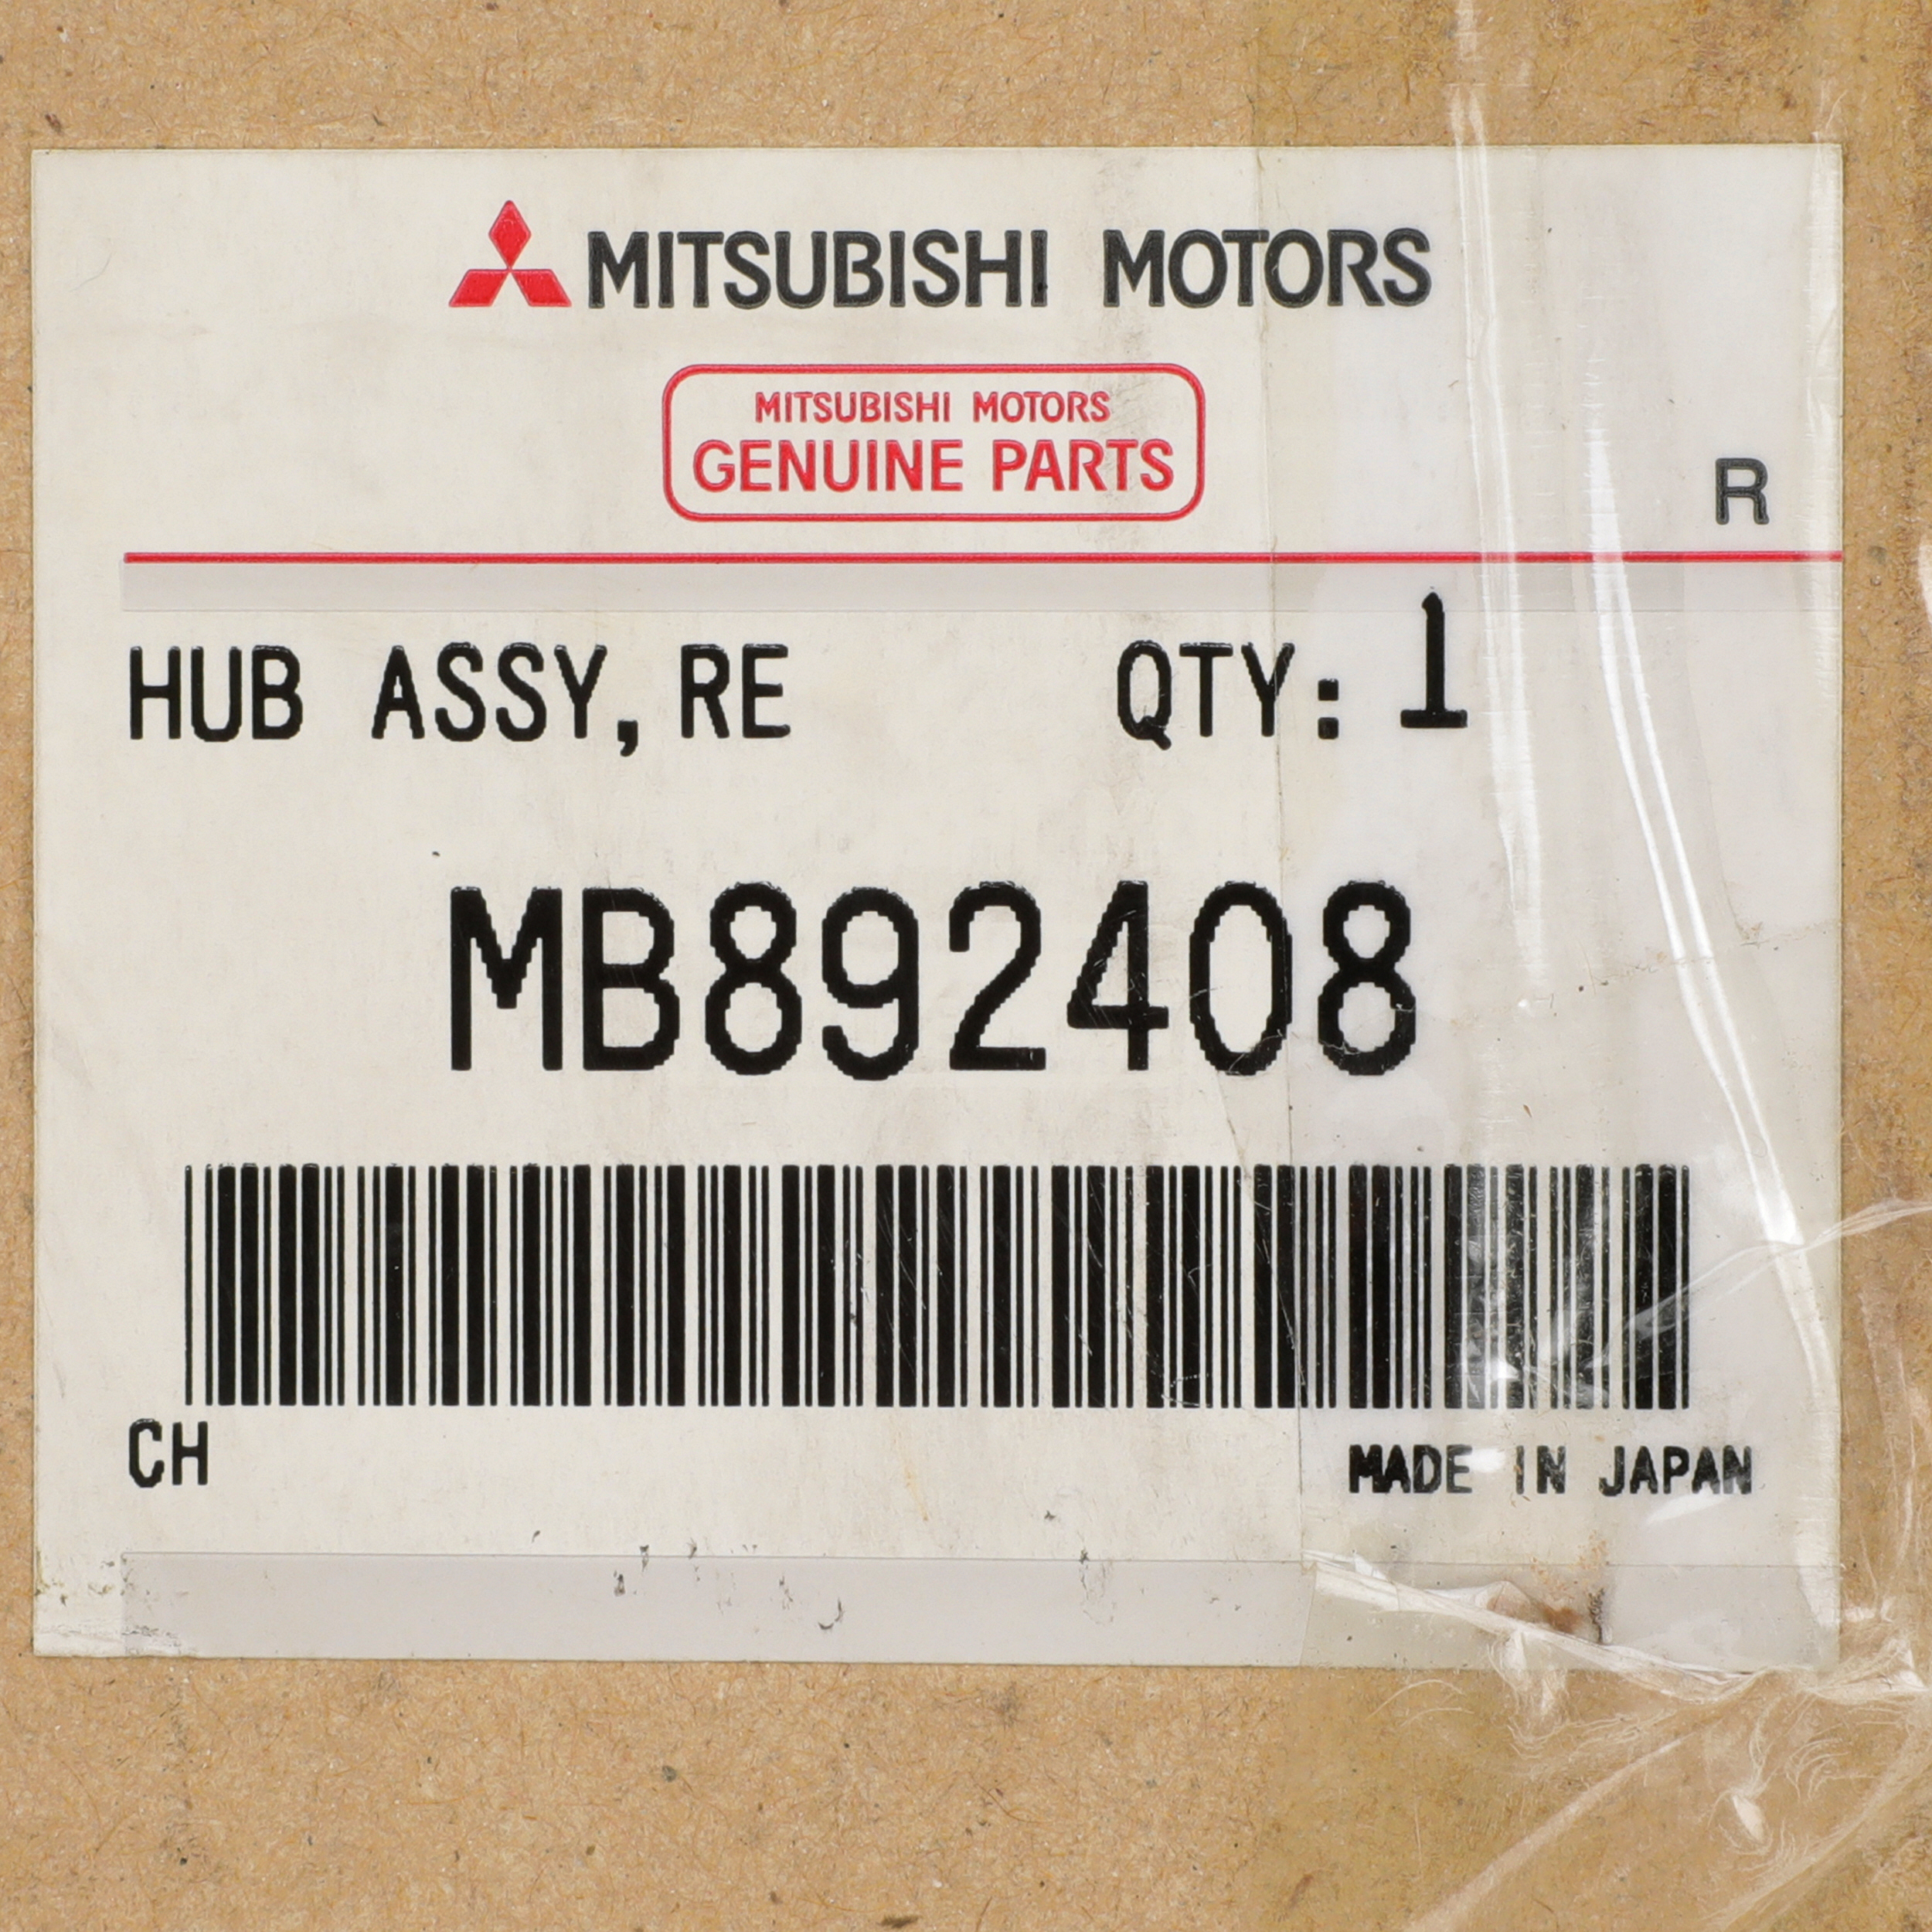 MITSUBISHI MOTORS
MITSUBISHI MOTORS
GENUINE PARTS
R
HUB ASSY, RE QTY: 1
MB892408
CH MADE IN JAPAN